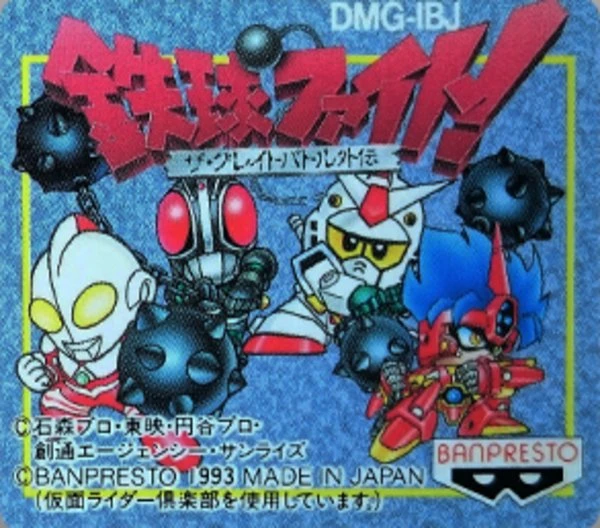 DMG-IBJ
鉄球ファイト!
ザ・グレイトバトル外伝
©石森プロ・東映・円谷プロ・
創通エージェンシー・サンライズ
©BANPRESTO 1993 MADE IN JAPAN
(仮面ライダー倶楽部を使用しています。)
BANPRESTO